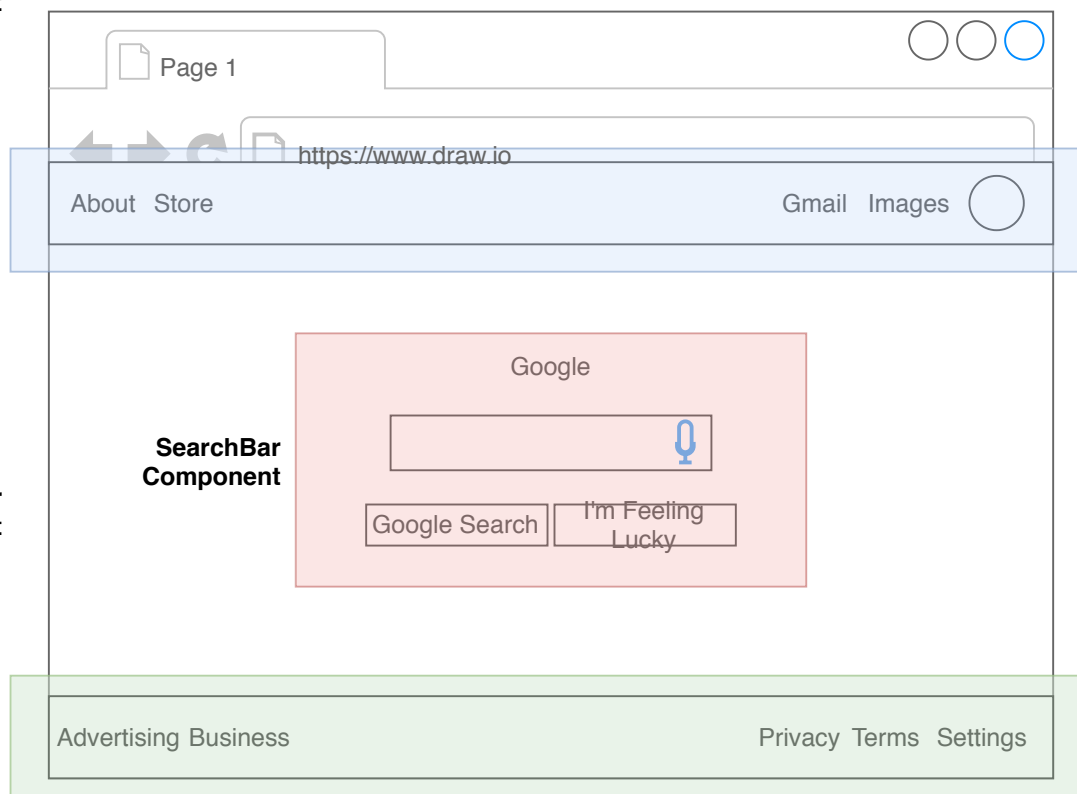 Page 1
https://www.draw.io
About Store Gmail Images
Google
SearchBar
Component
Google Search
I'm Feeling
Lucky
Advertising Business Privacy Terms Settings